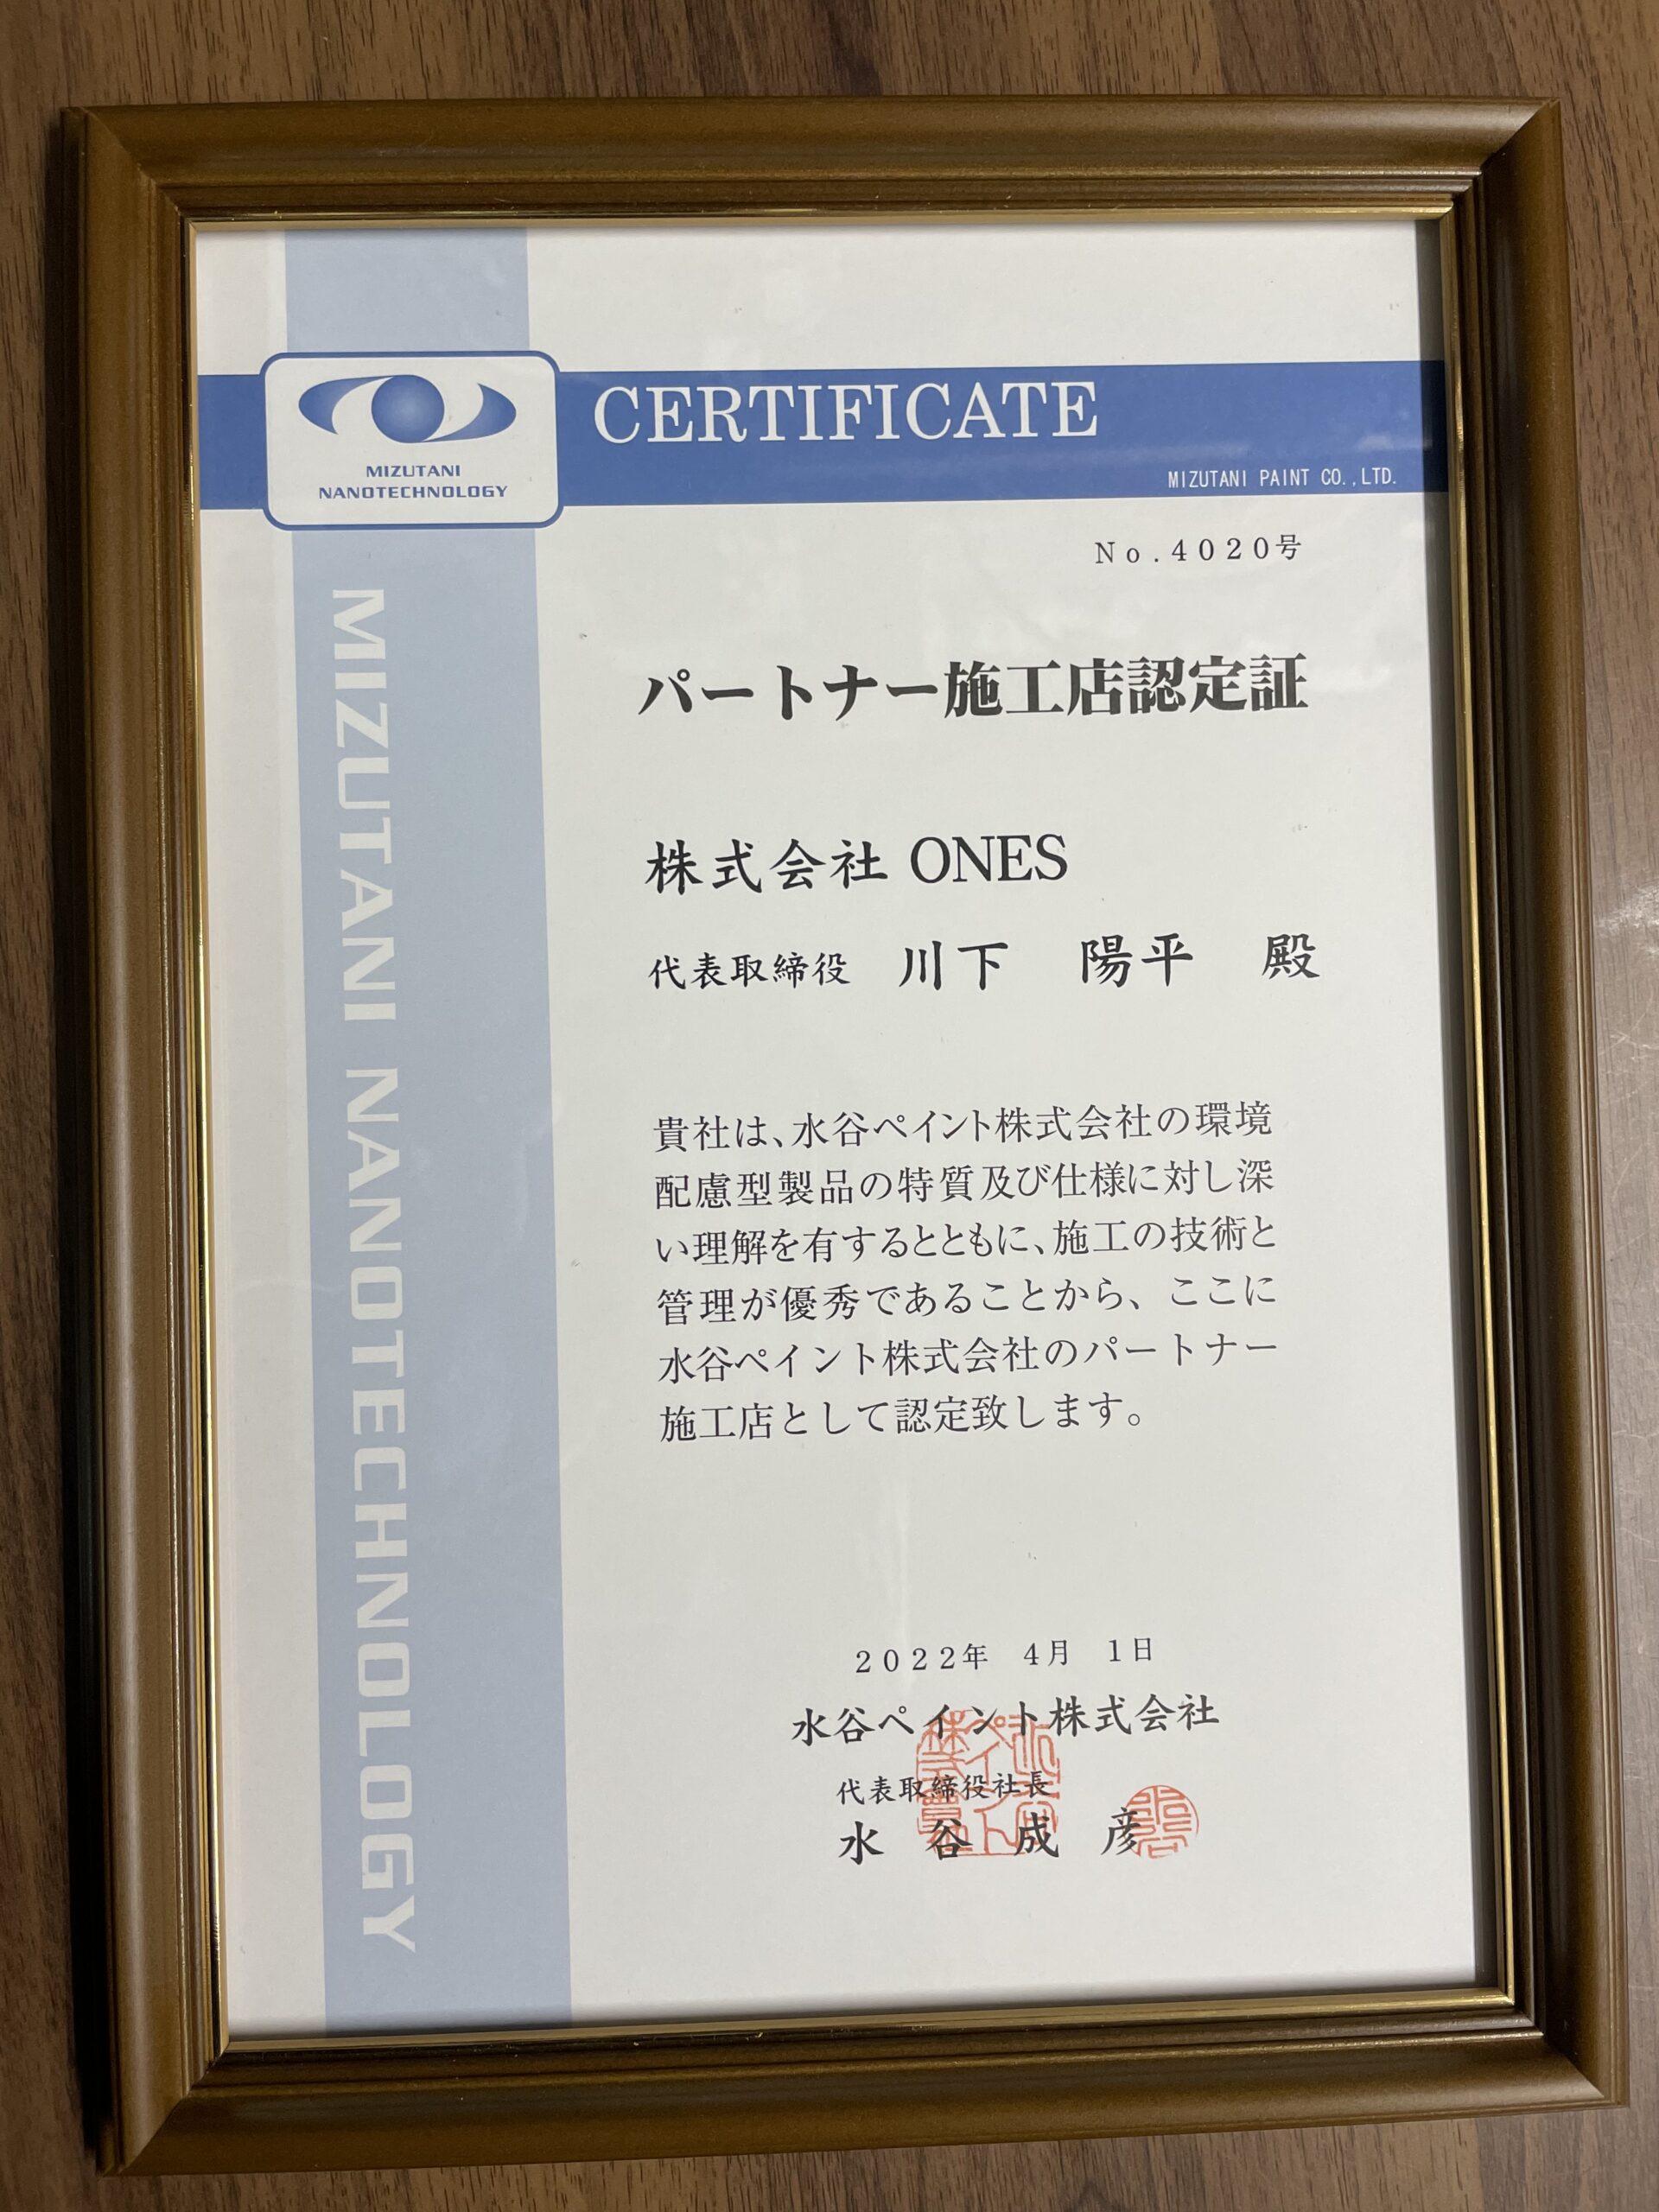 CERTIFICATE
MIZUTANI
NANOTECHNOLOGY
MIZUTANI PAINT CO.,LTD.
No.4020号
MIZUTANI NANOTECHNOLOGY
パートナー施工店認定証
株式会社 ONES
代表取締役 川下 陽平 殿
貴社は、水谷ペイント株式会社の環境
配慮型製品の特質及び仕様に対し深
い理解を有するとともに、施工の技術と
管理が優秀であることから、ここに
水谷ペイント株式会社のパートナー
施工店として認定致します。
2022年 4月 1日
水谷ペイント株式会社
代表取締役社長
水 谷 成 彦